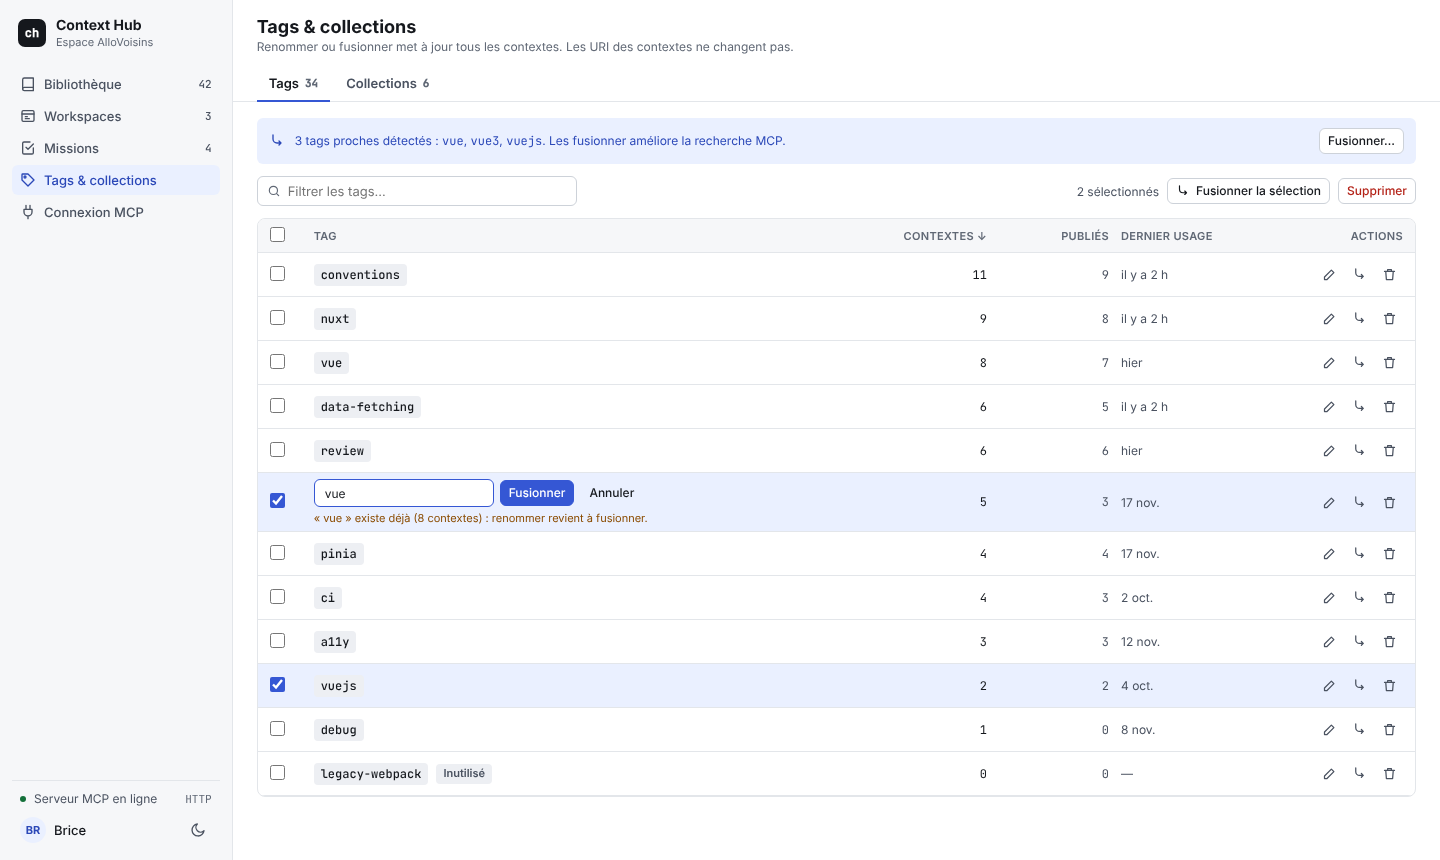 ch
Context Hub
Espace AlloVoisins
Bibliothèque 42
Workspaces 3
Missions 4
Tags & collections
Connexion MCP
Serveur MCP en ligne HTTP
BR Brice
Tags & collections
Renommer ou fusionner met à jour tous les contextes. Les URI des contextes ne changent pas.
Tags 34 Collections 6
3 tags proches détectés : vue, vue3, vuejs. Les fusionner améliore la recherche MCP. Fusionner...
Filtrer les tags... 2 sélectionnés Fusionner la sélection Supprimer
TAG CONTEXTES ↓ PUBLIÉS DERNIER USAGE ACTIONS
conventions 11 9 il y a 2 h
nuxt 9 8 il y a 2 h
vue 8 7 hier
data-fetching 6 5 il y a 2 h
review 6 6 hier
vue Fusionner Annuler 5 3 17 nov.
« vue » existe déjà (8 contextes) : renommer revient à fusionner.
pinia 4 4 17 nov.
ci 4 3 2 oct.
a11y 3 3 12 nov.
vuejs 2 2 4 oct.
debug 1 0 8 nov.
legacy-webpack Inutilisé 0 0 —